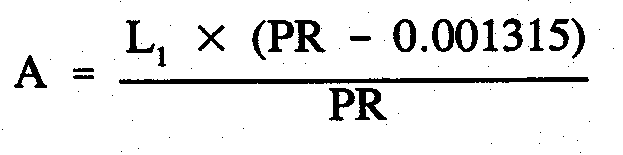 A = L₁ × (PR − 0.001315) / PR